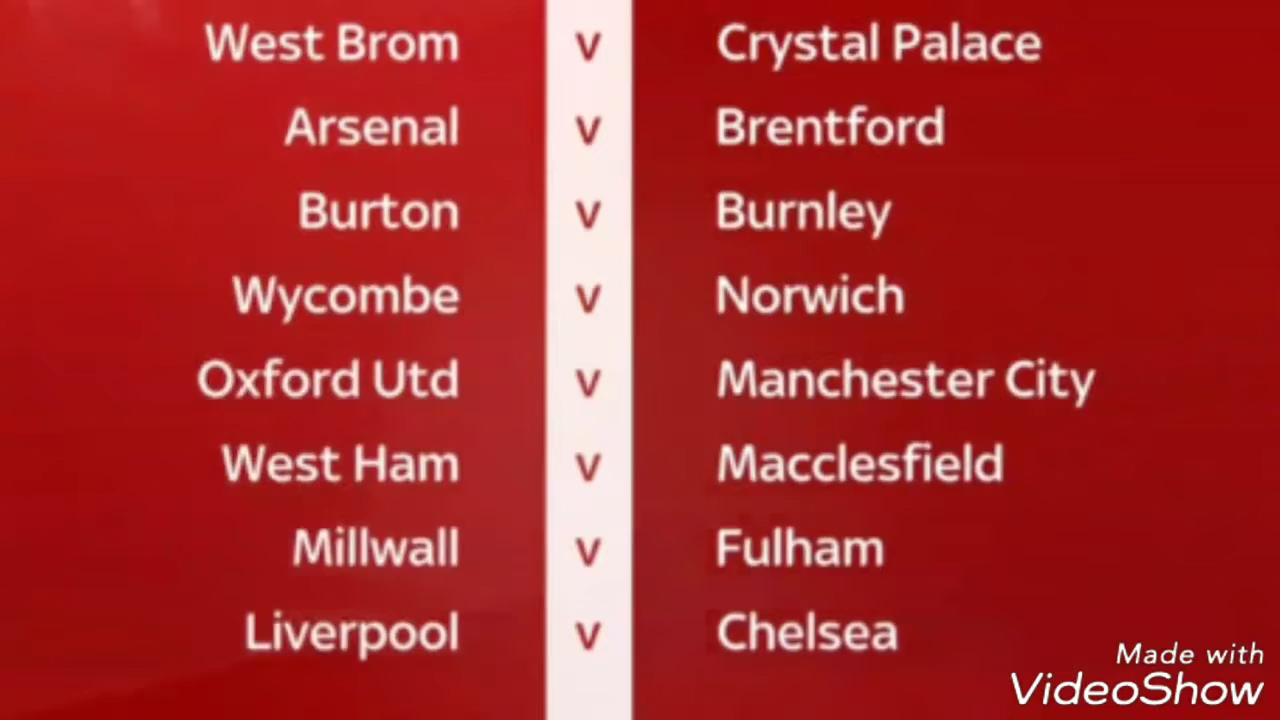 West Brom v Crystal Palace
Arsenal v Brentford
Burton v Burnley
Wycombe v Norwich
Oxford Utd v Manchester City
West Ham v Macclesfield
Millwall v Fulham
Liverpool v Chelsea
Made with
VideoShow